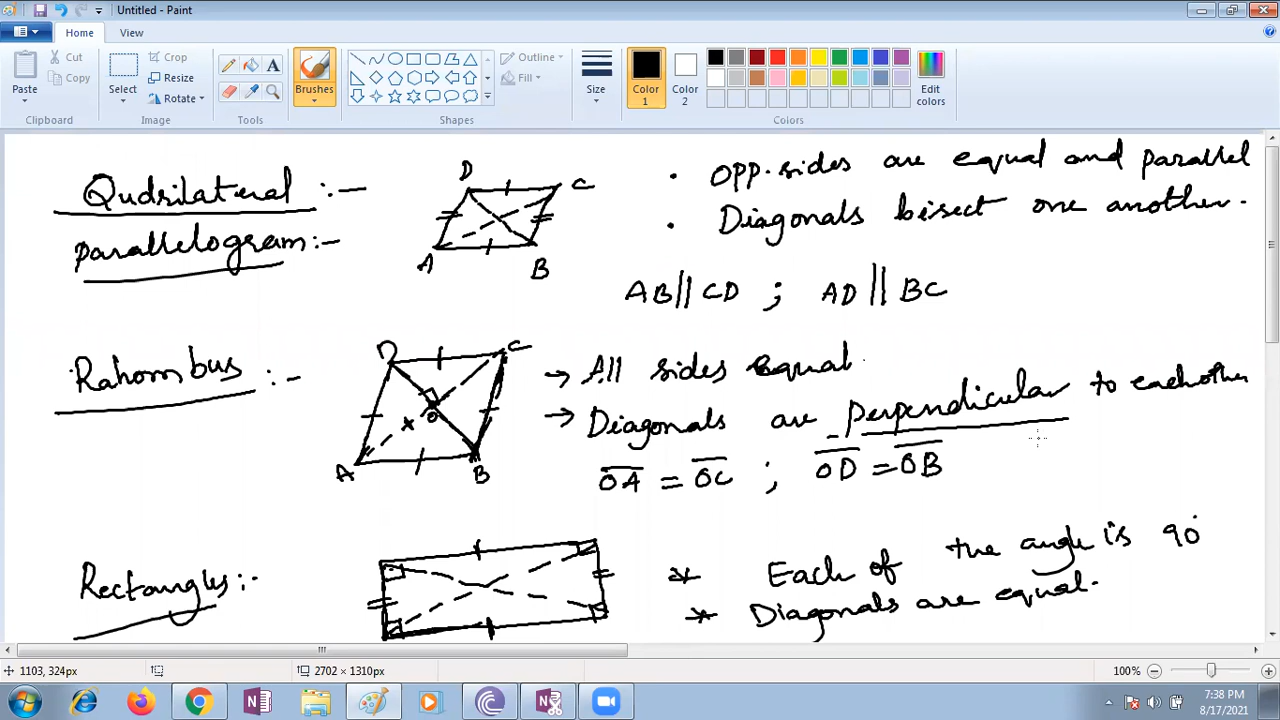 Untitled - Paint
Home
View
Paste
Cut
Copy
Clipboard
Select
Crop
Resize
Rotate
Image
Tools
Brushes
Shapes
Outline
Fill
Size
Color 1
Color 2
Edit colors
Colors
Qudrilateral :-
parallelogram:-
D
C
A
B
• Opp.sides are equal and parallel
• Diagonals bisect one another.
AB||CD ; AD||BC
Rahombus :-
D
C
O
A
B
→ All sides equal
→ Diagonals are perpendicular to eachother
OA = OC ; OD = OB
Rectangles:-
* Each of the angle is 90°
* Diagonals are equal.
1103, 324px
2702 × 1310px
100%
7:38 PM
8/17/2021